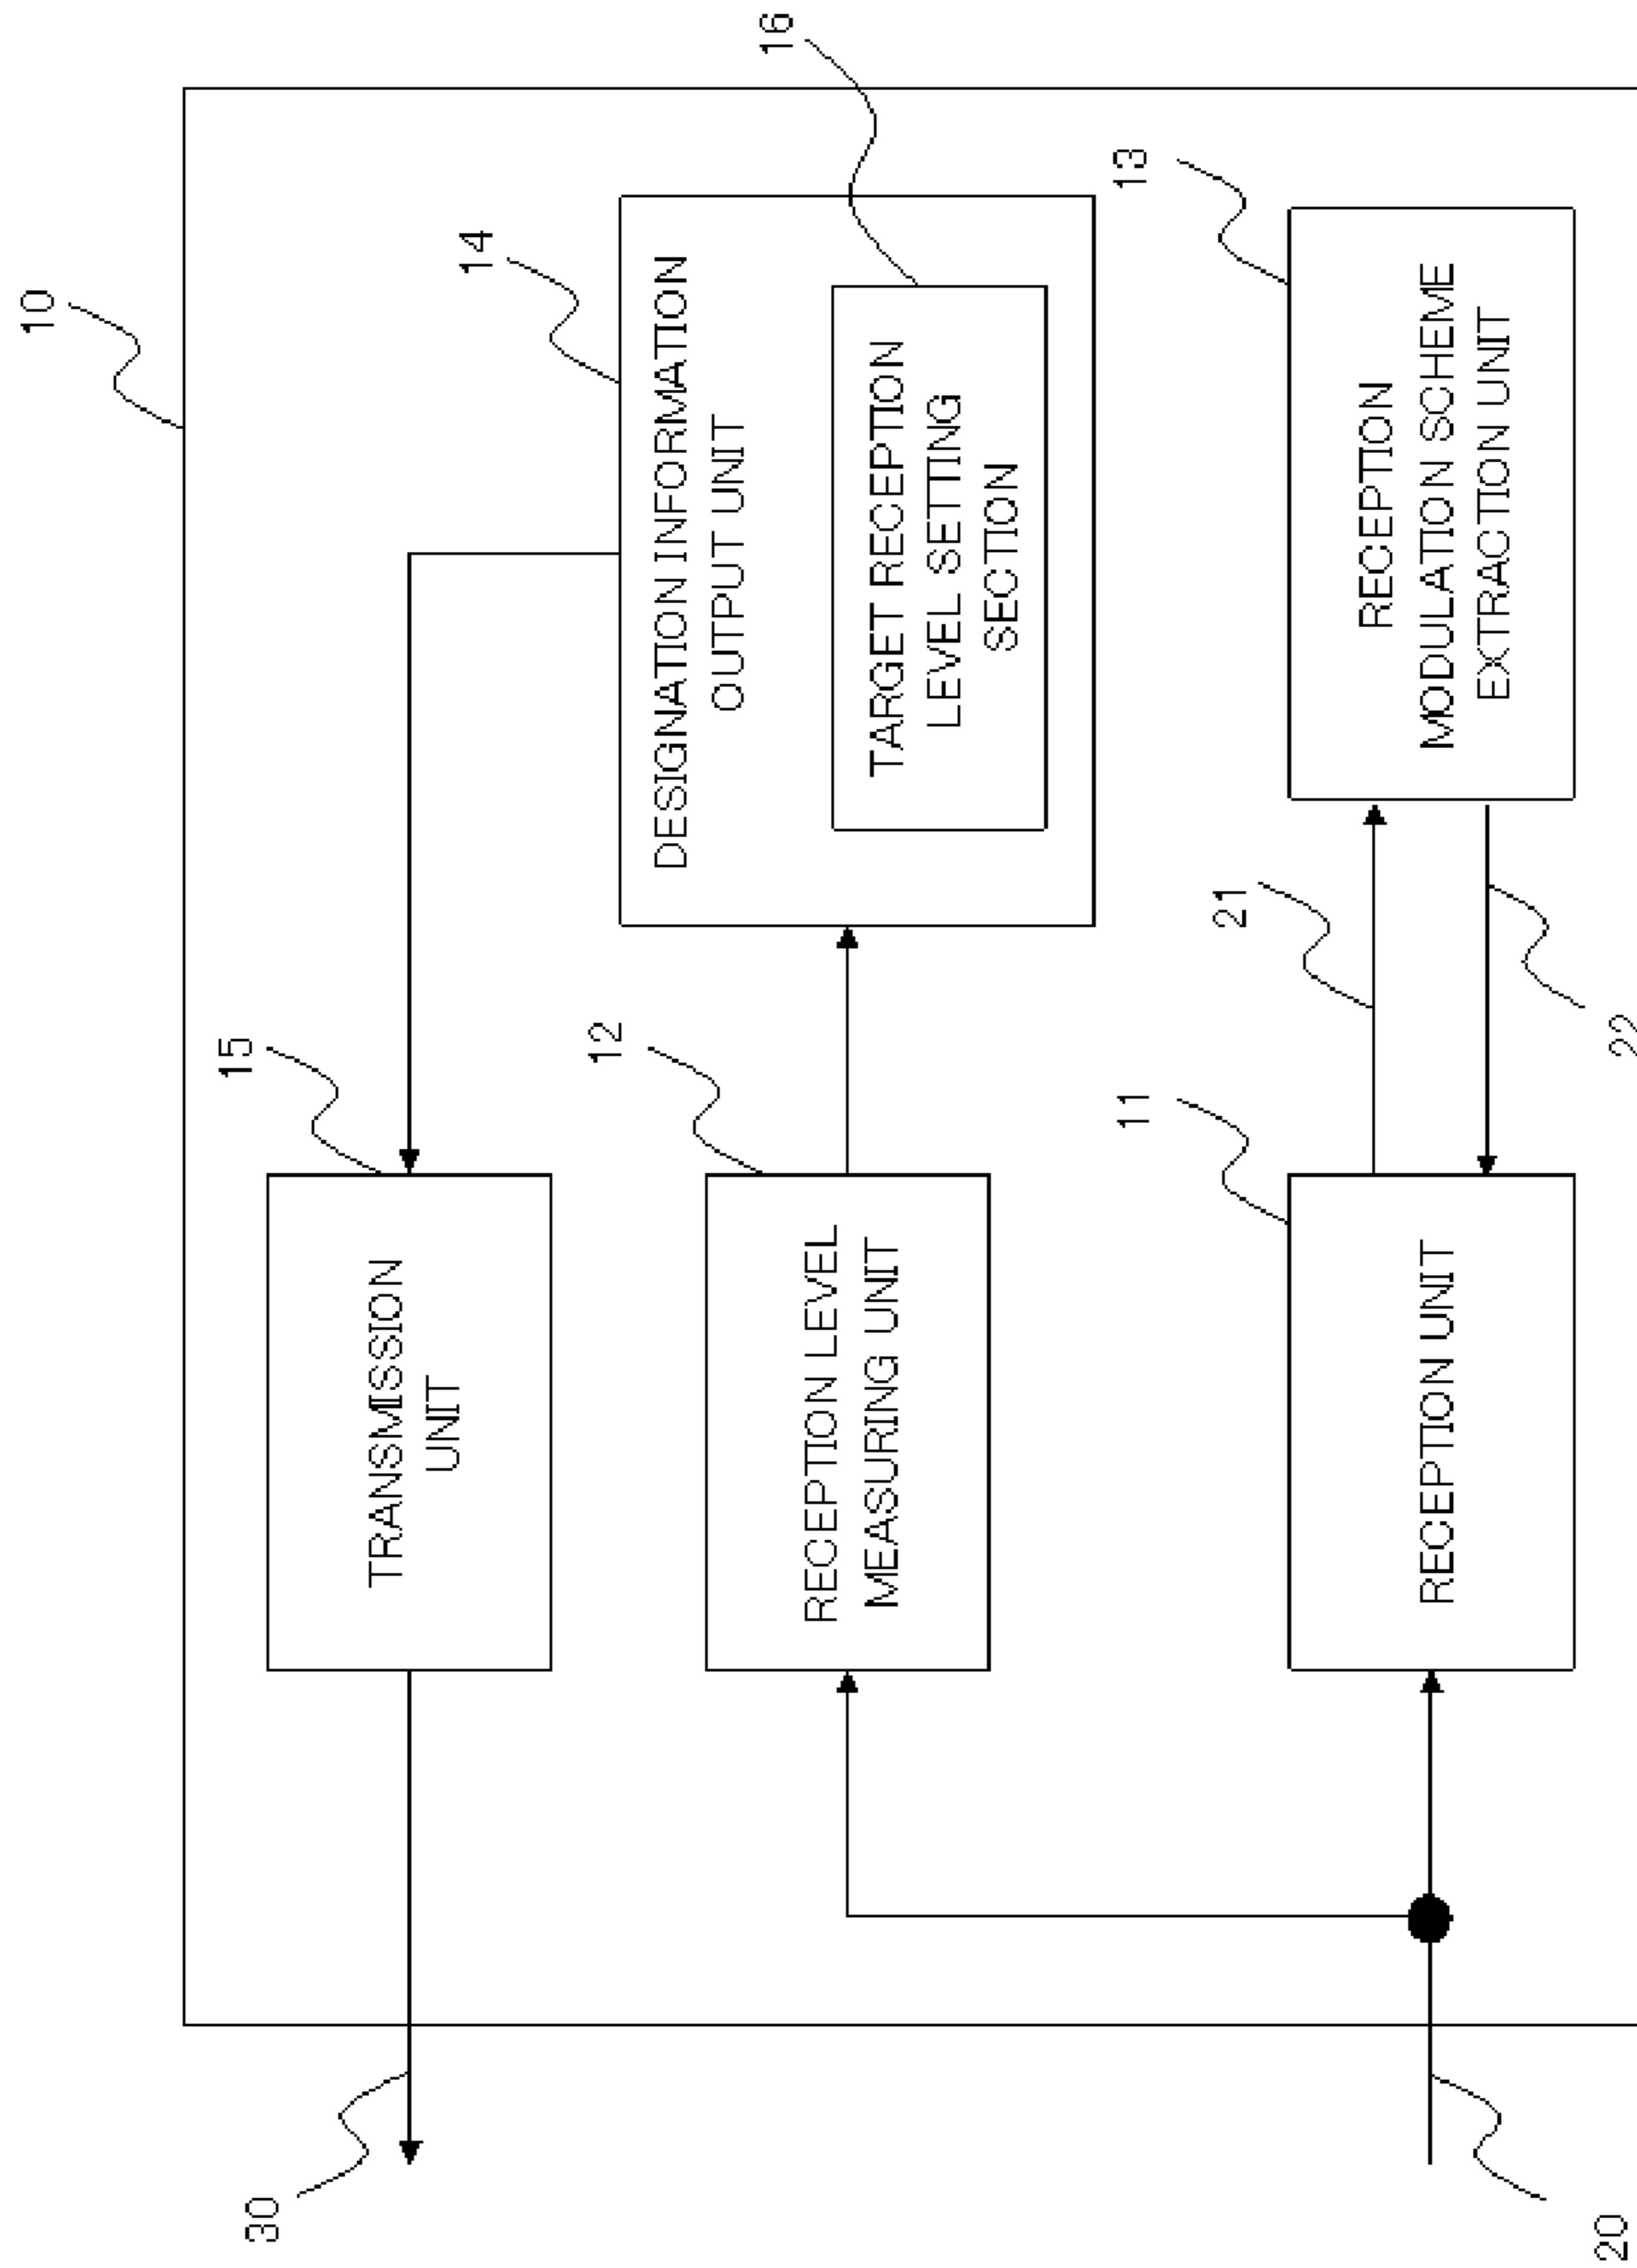 10
30
15
TRANSMISSION
UNIT
14
DESIGNATION INFORMATION
OUTPUT UNIT
16
TARGET RECEPTION
LEVEL SETTING
SECTION
12
RECEPTION LEVEL
MEASURING UNIT
20
11
RECEPTION UNIT
21
22
13
RECEPTION
MODULATION SCHEME
EXTRACTION UNIT